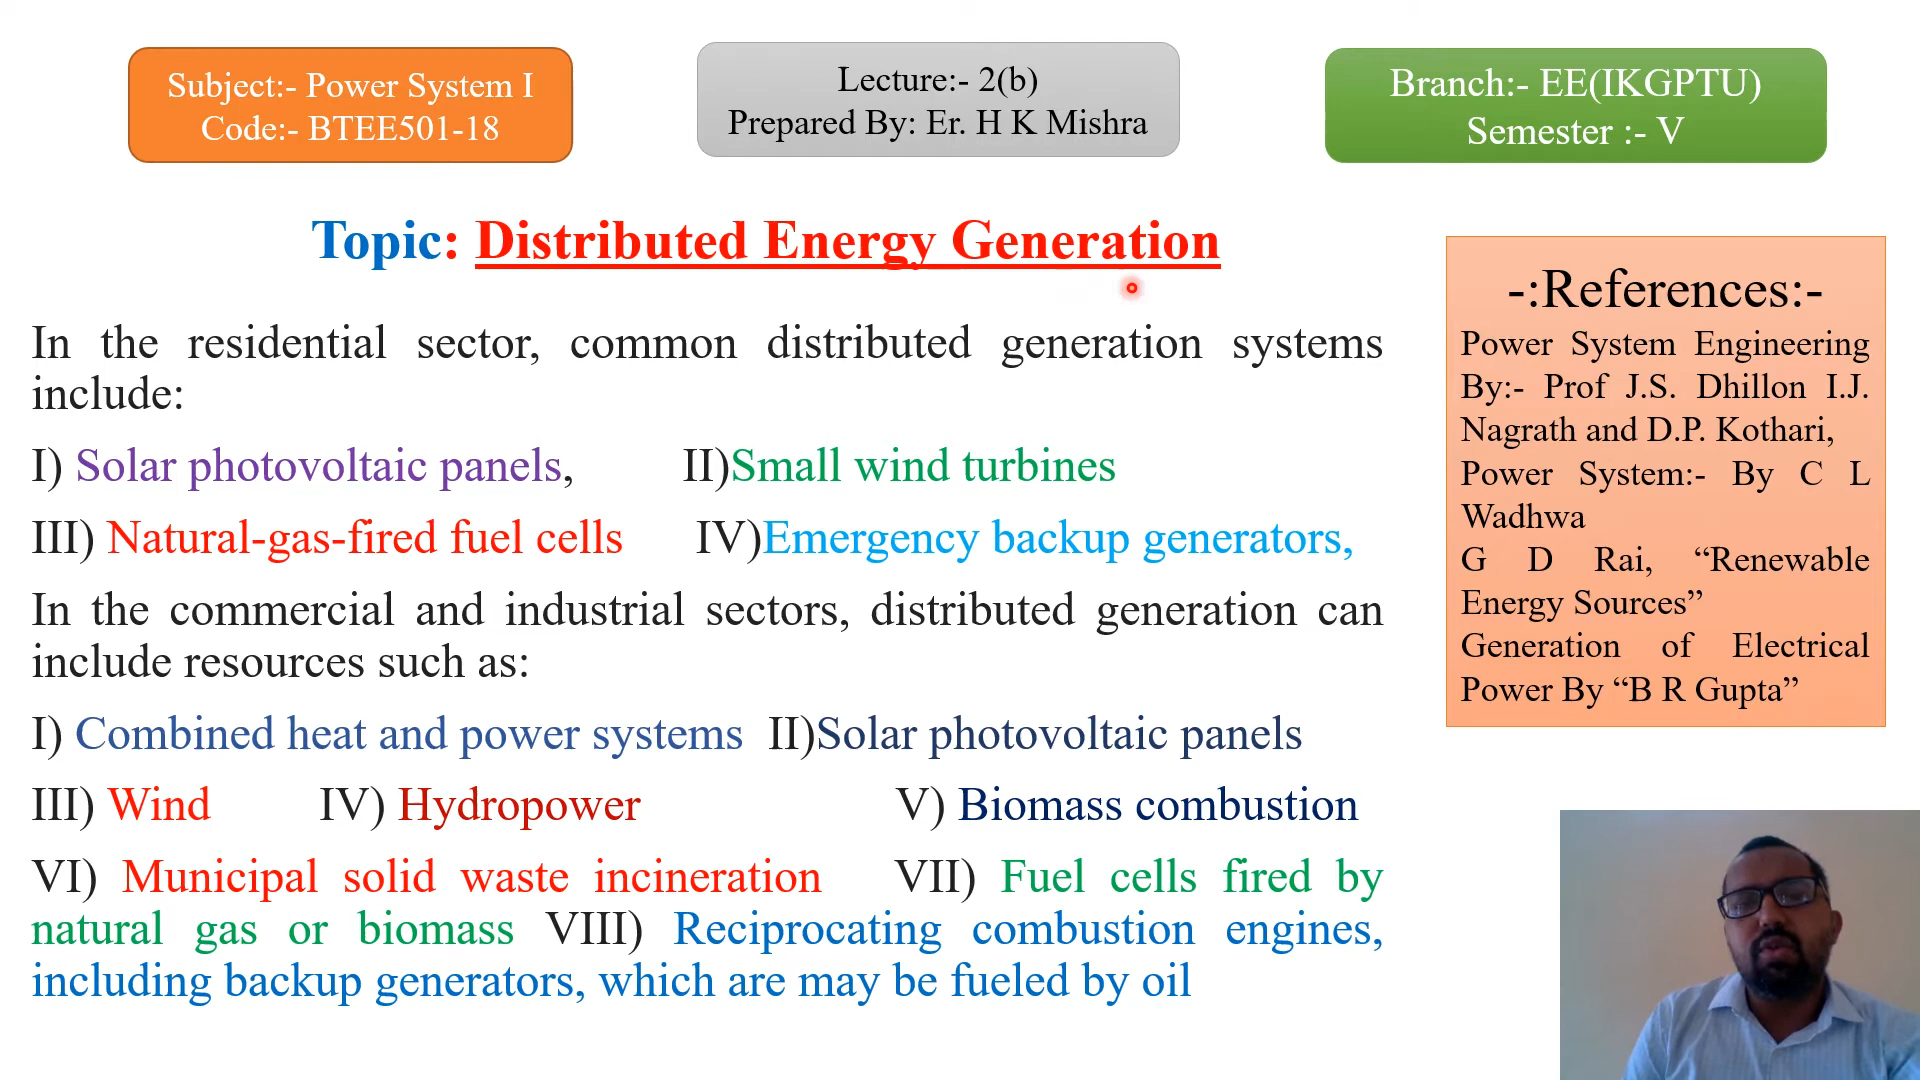 Subject:- Power System I
Code:- BTEE501-18
Lecture:- 2(b)
Prepared By: Er. H K Mishra
Branch:- EE(IKGPTU)
Semester :- V
Topic: Distributed Energy Generation
In the residential sector, common distributed generation systems
include:
I) Solar photovoltaic panels, II)Small wind turbines
III) Natural-gas-fired fuel cells IV)Emergency backup generators,
In the commercial and industrial sectors, distributed generation can
include resources such as:
I) Combined heat and power systems II)Solar photovoltaic panels
III) Wind IV) Hydropower V) Biomass combustion
VI) Municipal solid waste incineration VII) Fuel cells fired by
natural gas or biomass VIII) Reciprocating combustion engines,
including backup generators, which are may be fueled by oil
-:References:-
Power System Engineering
By:- Prof J.S. Dhillon I.J.
Nagrath and D.P. Kothari,
Power System:- By C L
Wadhwa
G D Rai, “Renewable
Energy Sources”
Generation of Electrical
Power By “B R Gupta”